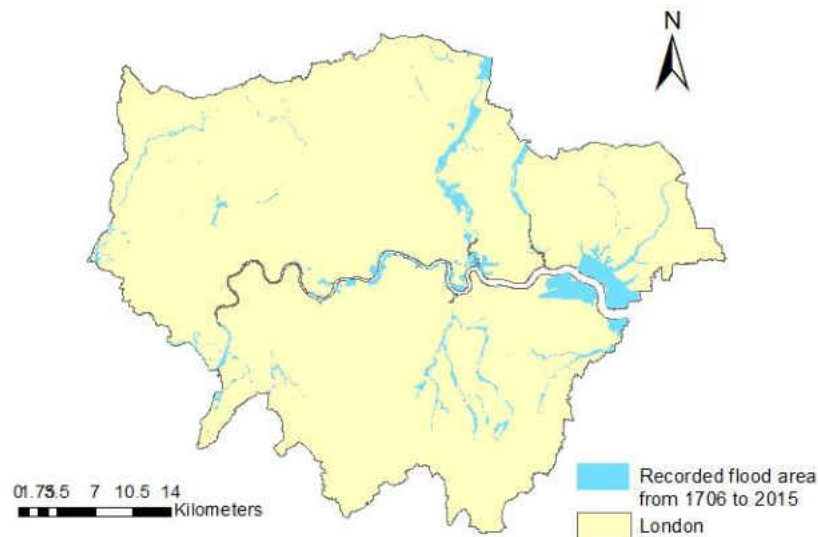 N
01.753.5 7 10.5 14
Kilometers
Recorded flood area
from 1706 to 2015
London